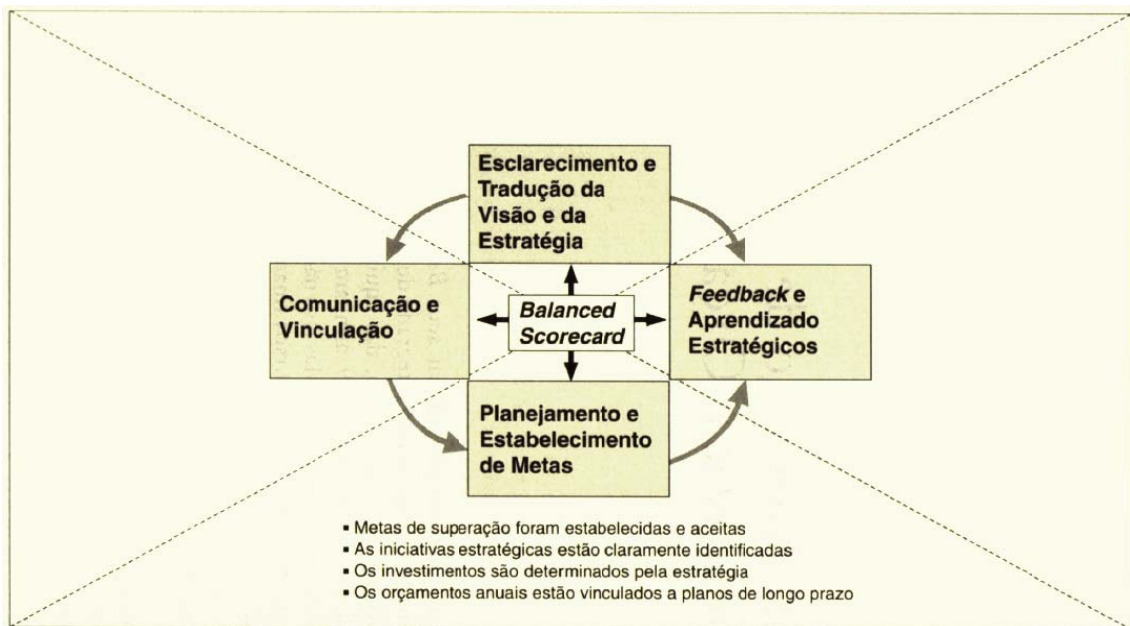 Esclarecimento e
Tradução da
Visão e da
Estratégia
Comunicação e
Vinculação
Balanced
Scorecard
Feedback e
Aprendizado
Estratégicos
Planejamento e
Estabelecimento
de Metas
▪ Metas de superação foram estabelecidas e aceitas
▪ As iniciativas estratégicas estão claramente identificadas
▪ Os investimentos são determinados pela estratégia
▪ Os orçamentos anuais estão vinculados a planos de longo prazo